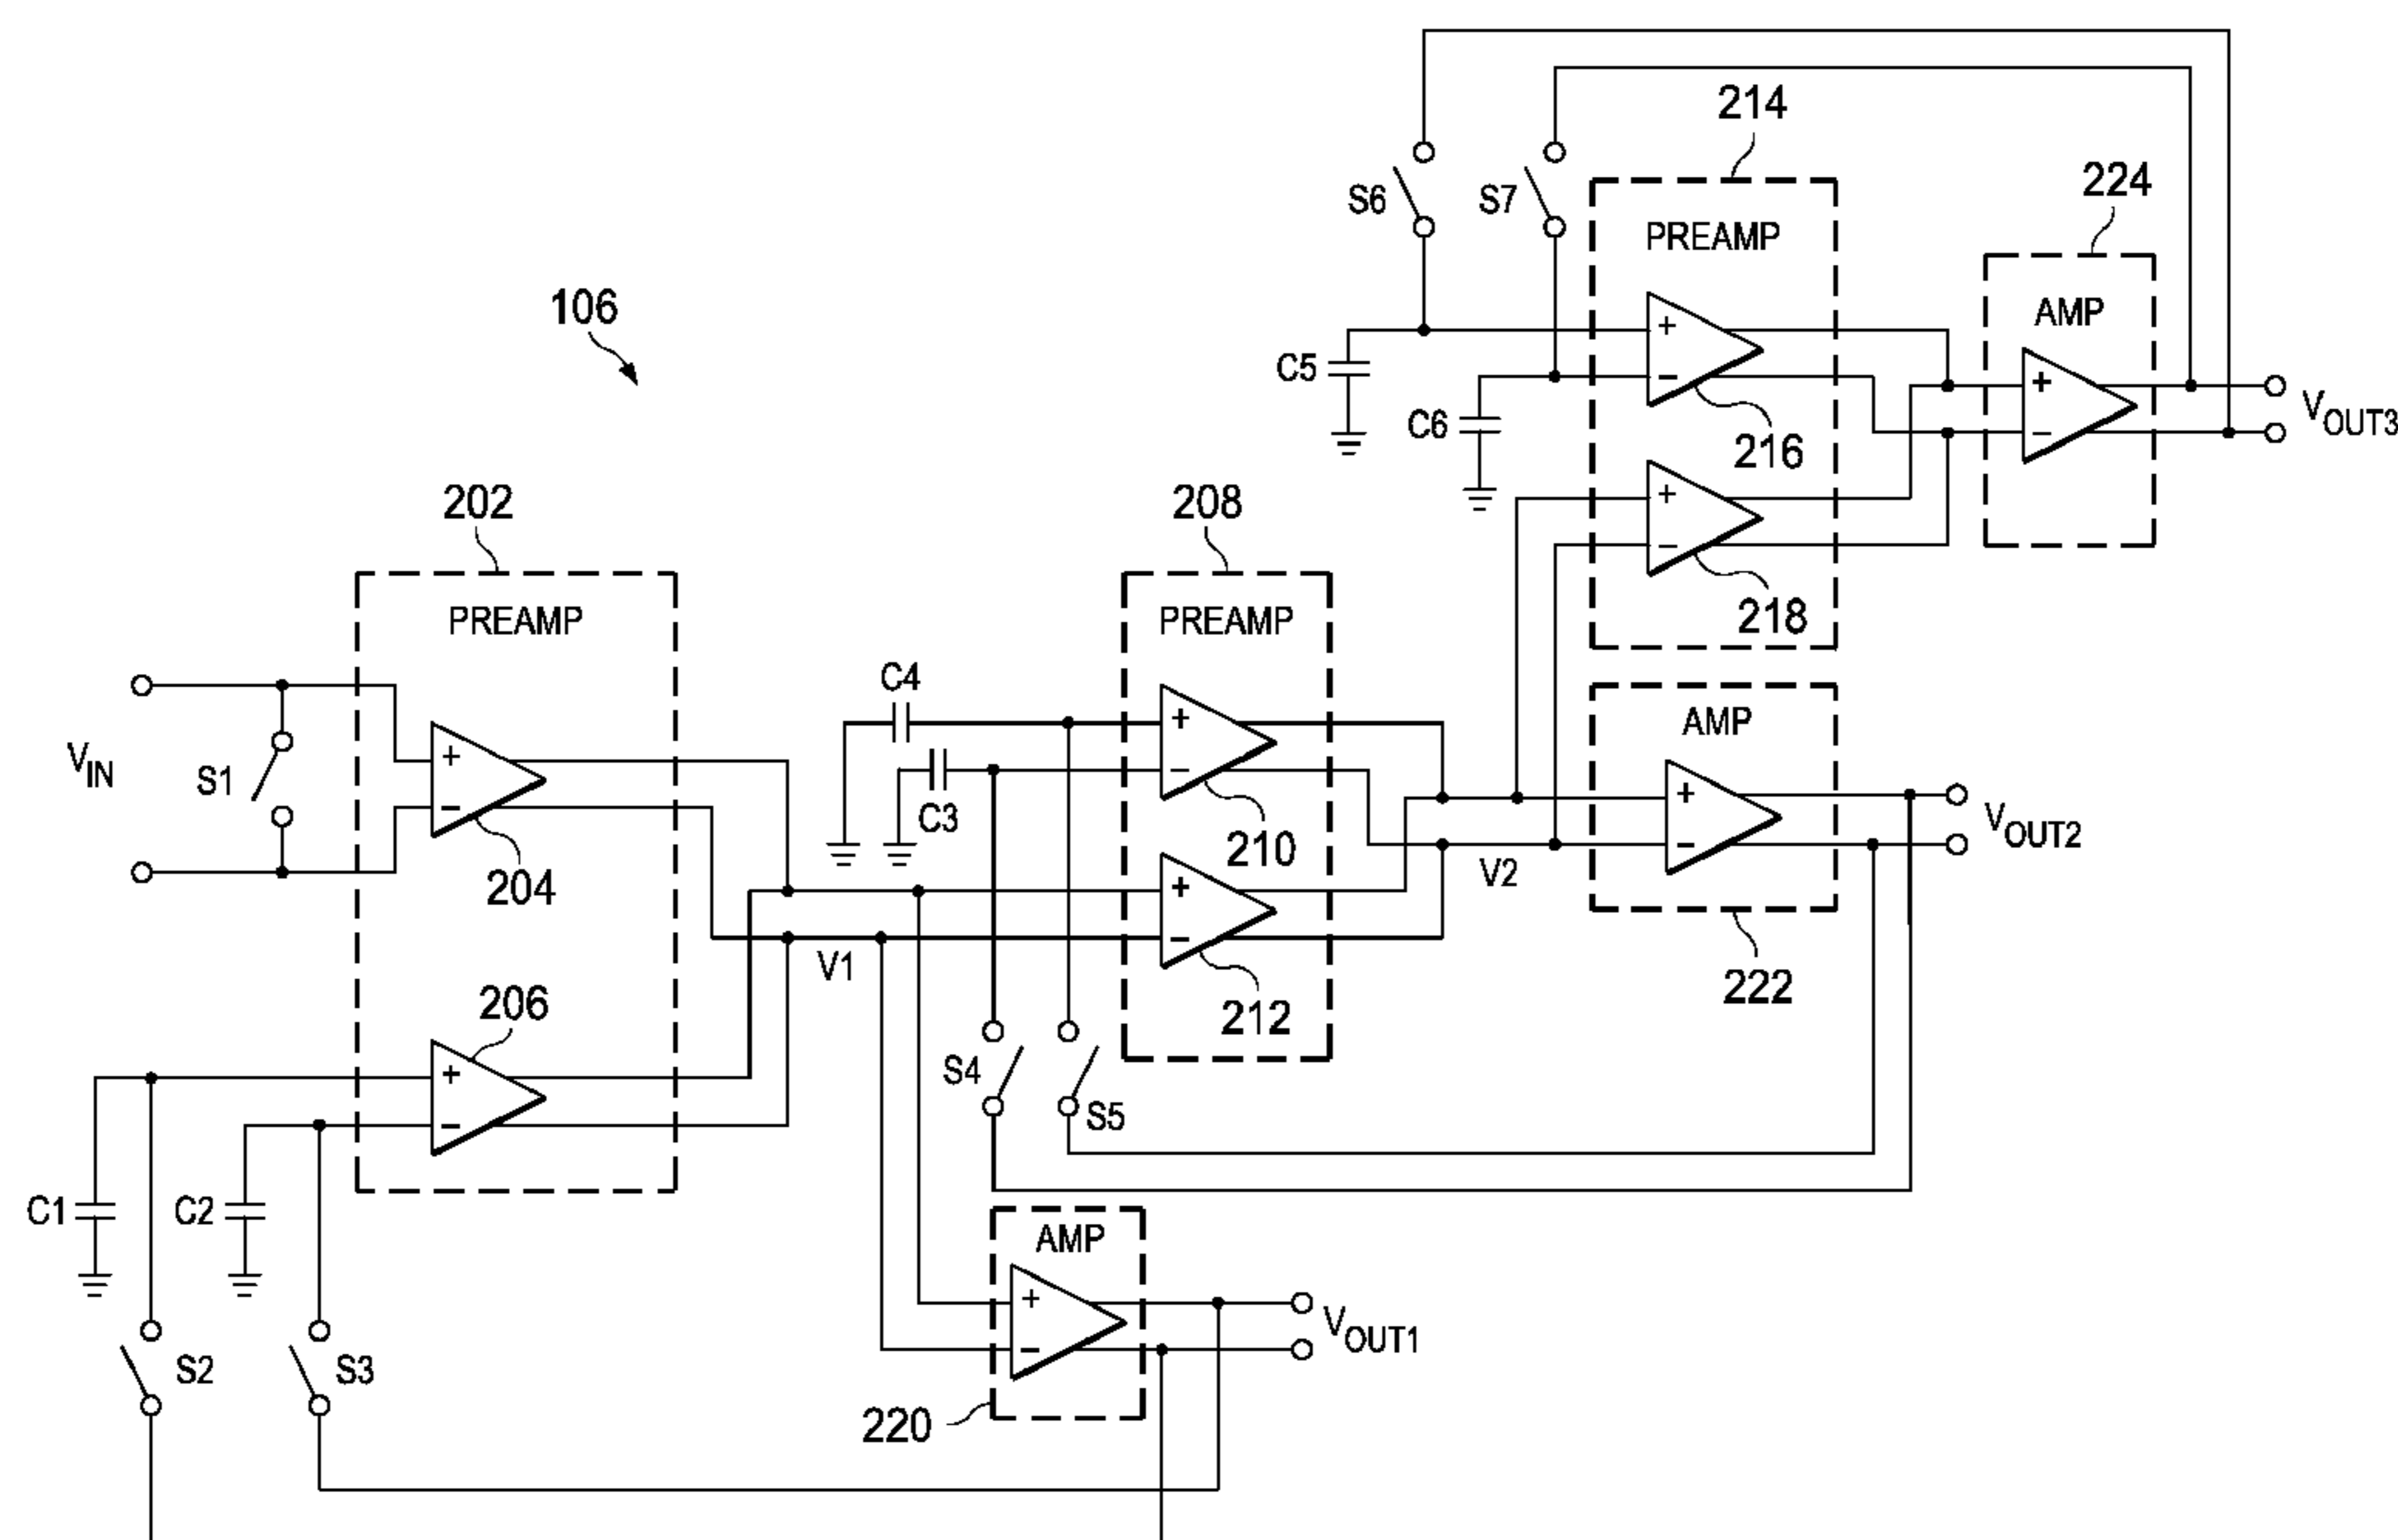 214
224
S6
S7
PREAMP
106
AMP
+
C5
−
+
C6
216
−
VOUT3
+
202
208
−
218
PREAMP
PREAMP
C4
AMP
+
VIN
+
S1
−
+
−
C3
210
VOUT2
−
204
+
V2
−
V1
222
206
212
+
S4
−
S5
C1
C2
AMP
+
VOUT1
−
S2
S3
220